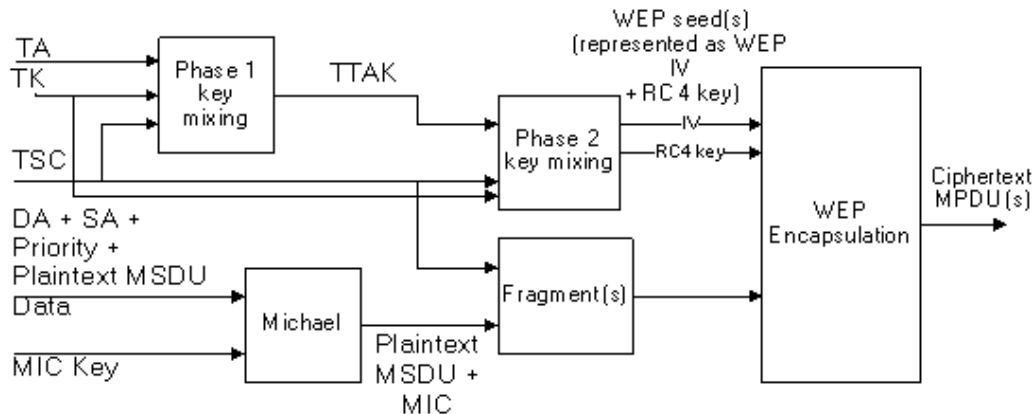 TA
TK
Phase 1
key
mixing
TTAK
WEP seed(s)
(represented as WEP
IV
+ RC4 key)
TSC
Phase 2
key mixing
IV
RC4 key
WEP
Encapsulation
Ciphertext
MPDU(s)
DA + SA +
Priority +
Plaintext MSDU
Data
MIC Key
Michael
Plaintext
MSDU +
MIC
Fragment(s)